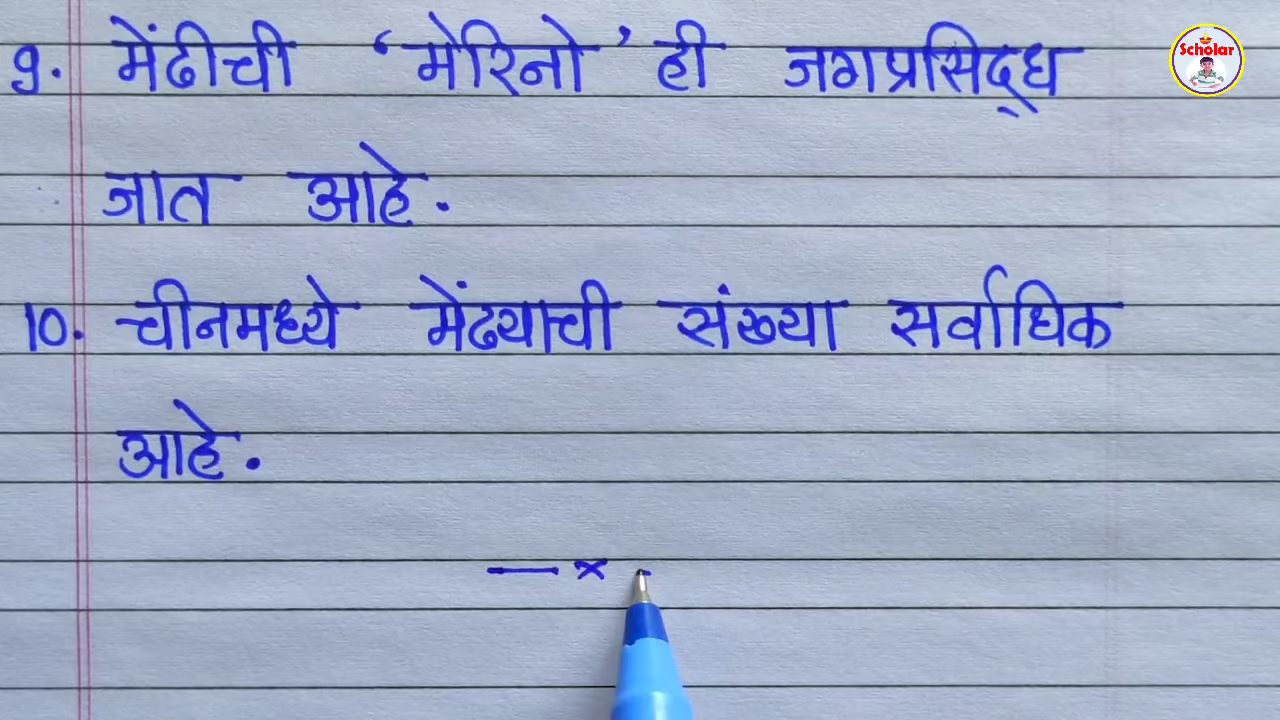 9. मेंढीची ‘मेरिनो’ ही जगप्रसिद्ध
जात आहे.
10. चीनमध्ये मेंढ्याची संख्या सर्वाधिक
आहे.
— × -
Scholar